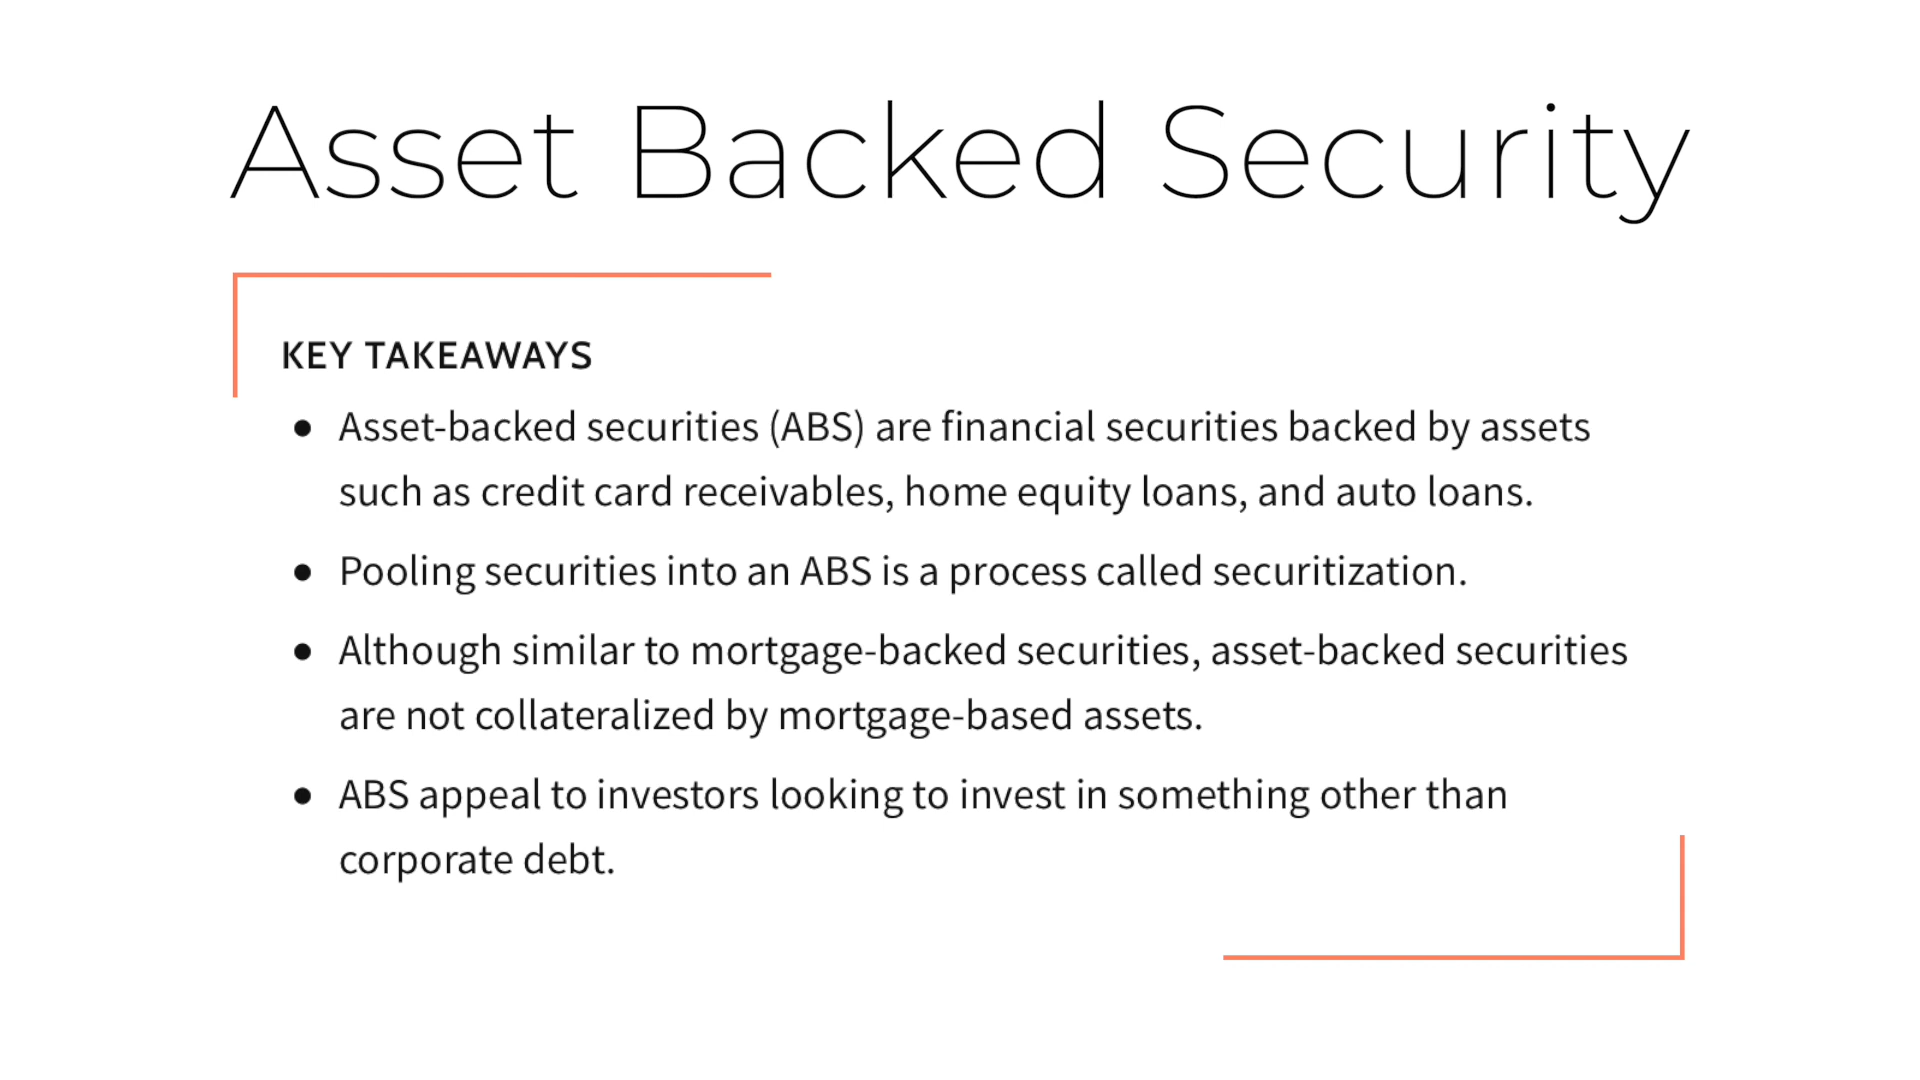 Asset Backed Security
KEY TAKEAWAYS
● Asset-backed securities (ABS) are financial securities backed by assets
such as credit card receivables, home equity loans, and auto loans.
● Pooling securities into an ABS is a process called securitization.
● Although similar to mortgage-backed securities, asset-backed securities
are not collateralized by mortgage-based assets.
● ABS appeal to investors looking to invest in something other than
corporate debt.